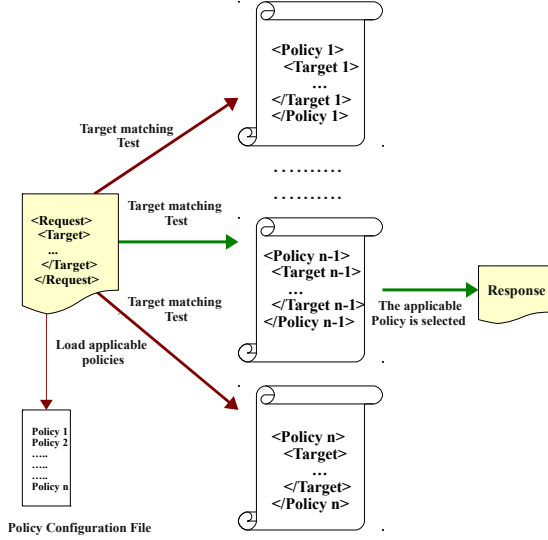 <Policy 1>
<Target 1>
...
</Target 1>
</Policy 1>
Target matching
Test
..........
..........
<Request>
<Target>
...
</Target>
</Request>
Target matching
Test
<Policy n-1>
<Target n-1>
...
</Target n-1>
</Policy n-1>
The applicable
Policy is selected
Response
Target matching
Test
Load applicable
policies
Policy 1
Policy 2
.....
.....
.....
Policy n
Policy Configuration File
<Policy n>
<Target>
...
</Target>
</Policy n>